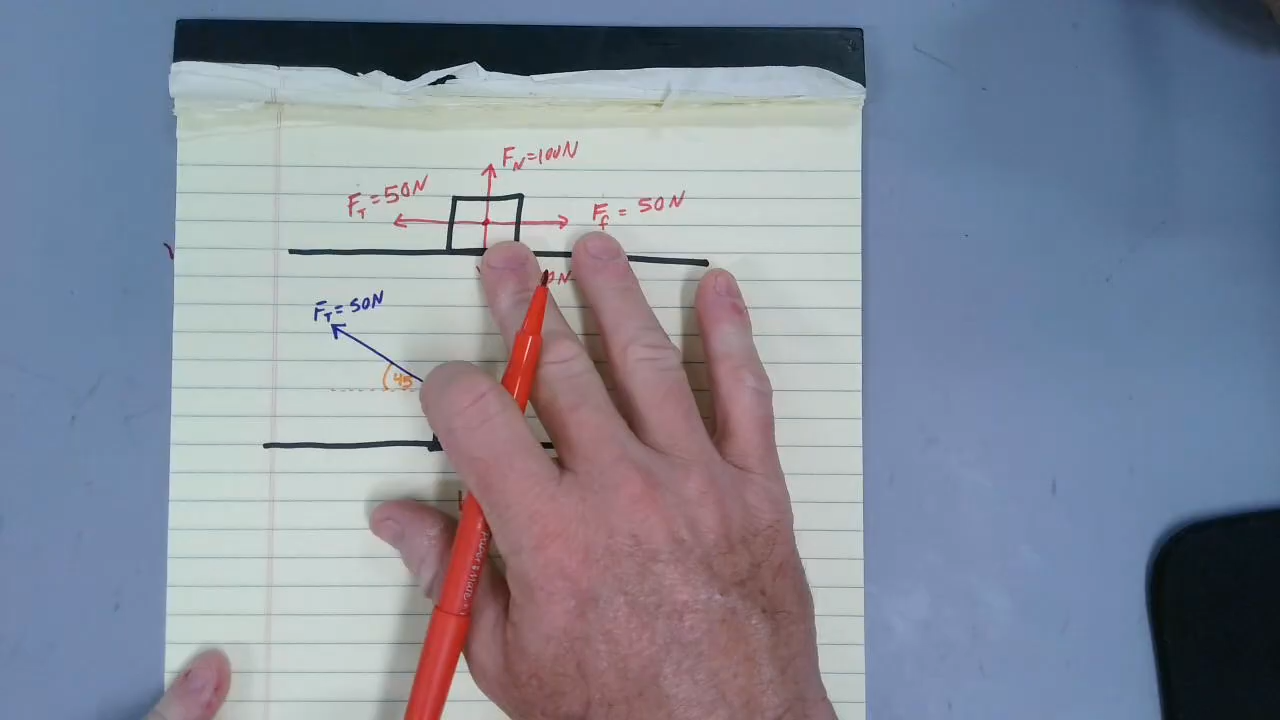 F_N=100N
F_T=50N
F_f = 50N
F_T=50N
45